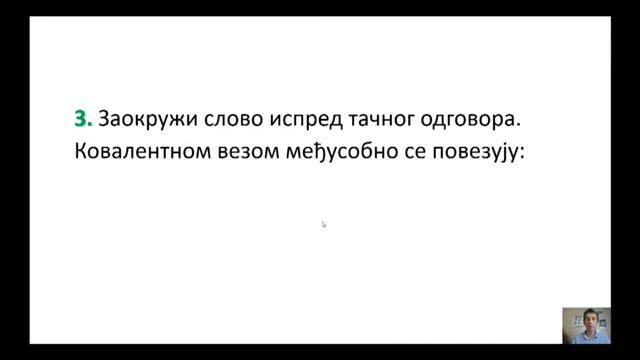 3. Заокружи слово испред тачног одговора.
Ковалентном везом међусобно се повезују: